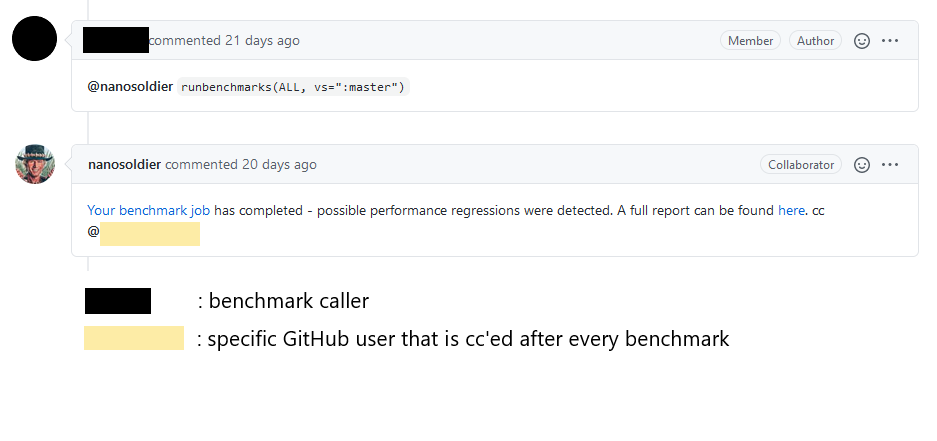 commented 21 days ago Member Author
@nanosoldier runbenchmarks(ALL, vs=":master")
nanosoldier commented 20 days ago Collaborator
Your benchmark job has completed - possible performance regressions were detected. A full report can be found here. cc
@
: benchmark caller
: specific GitHub user that is cc'ed after every benchmark